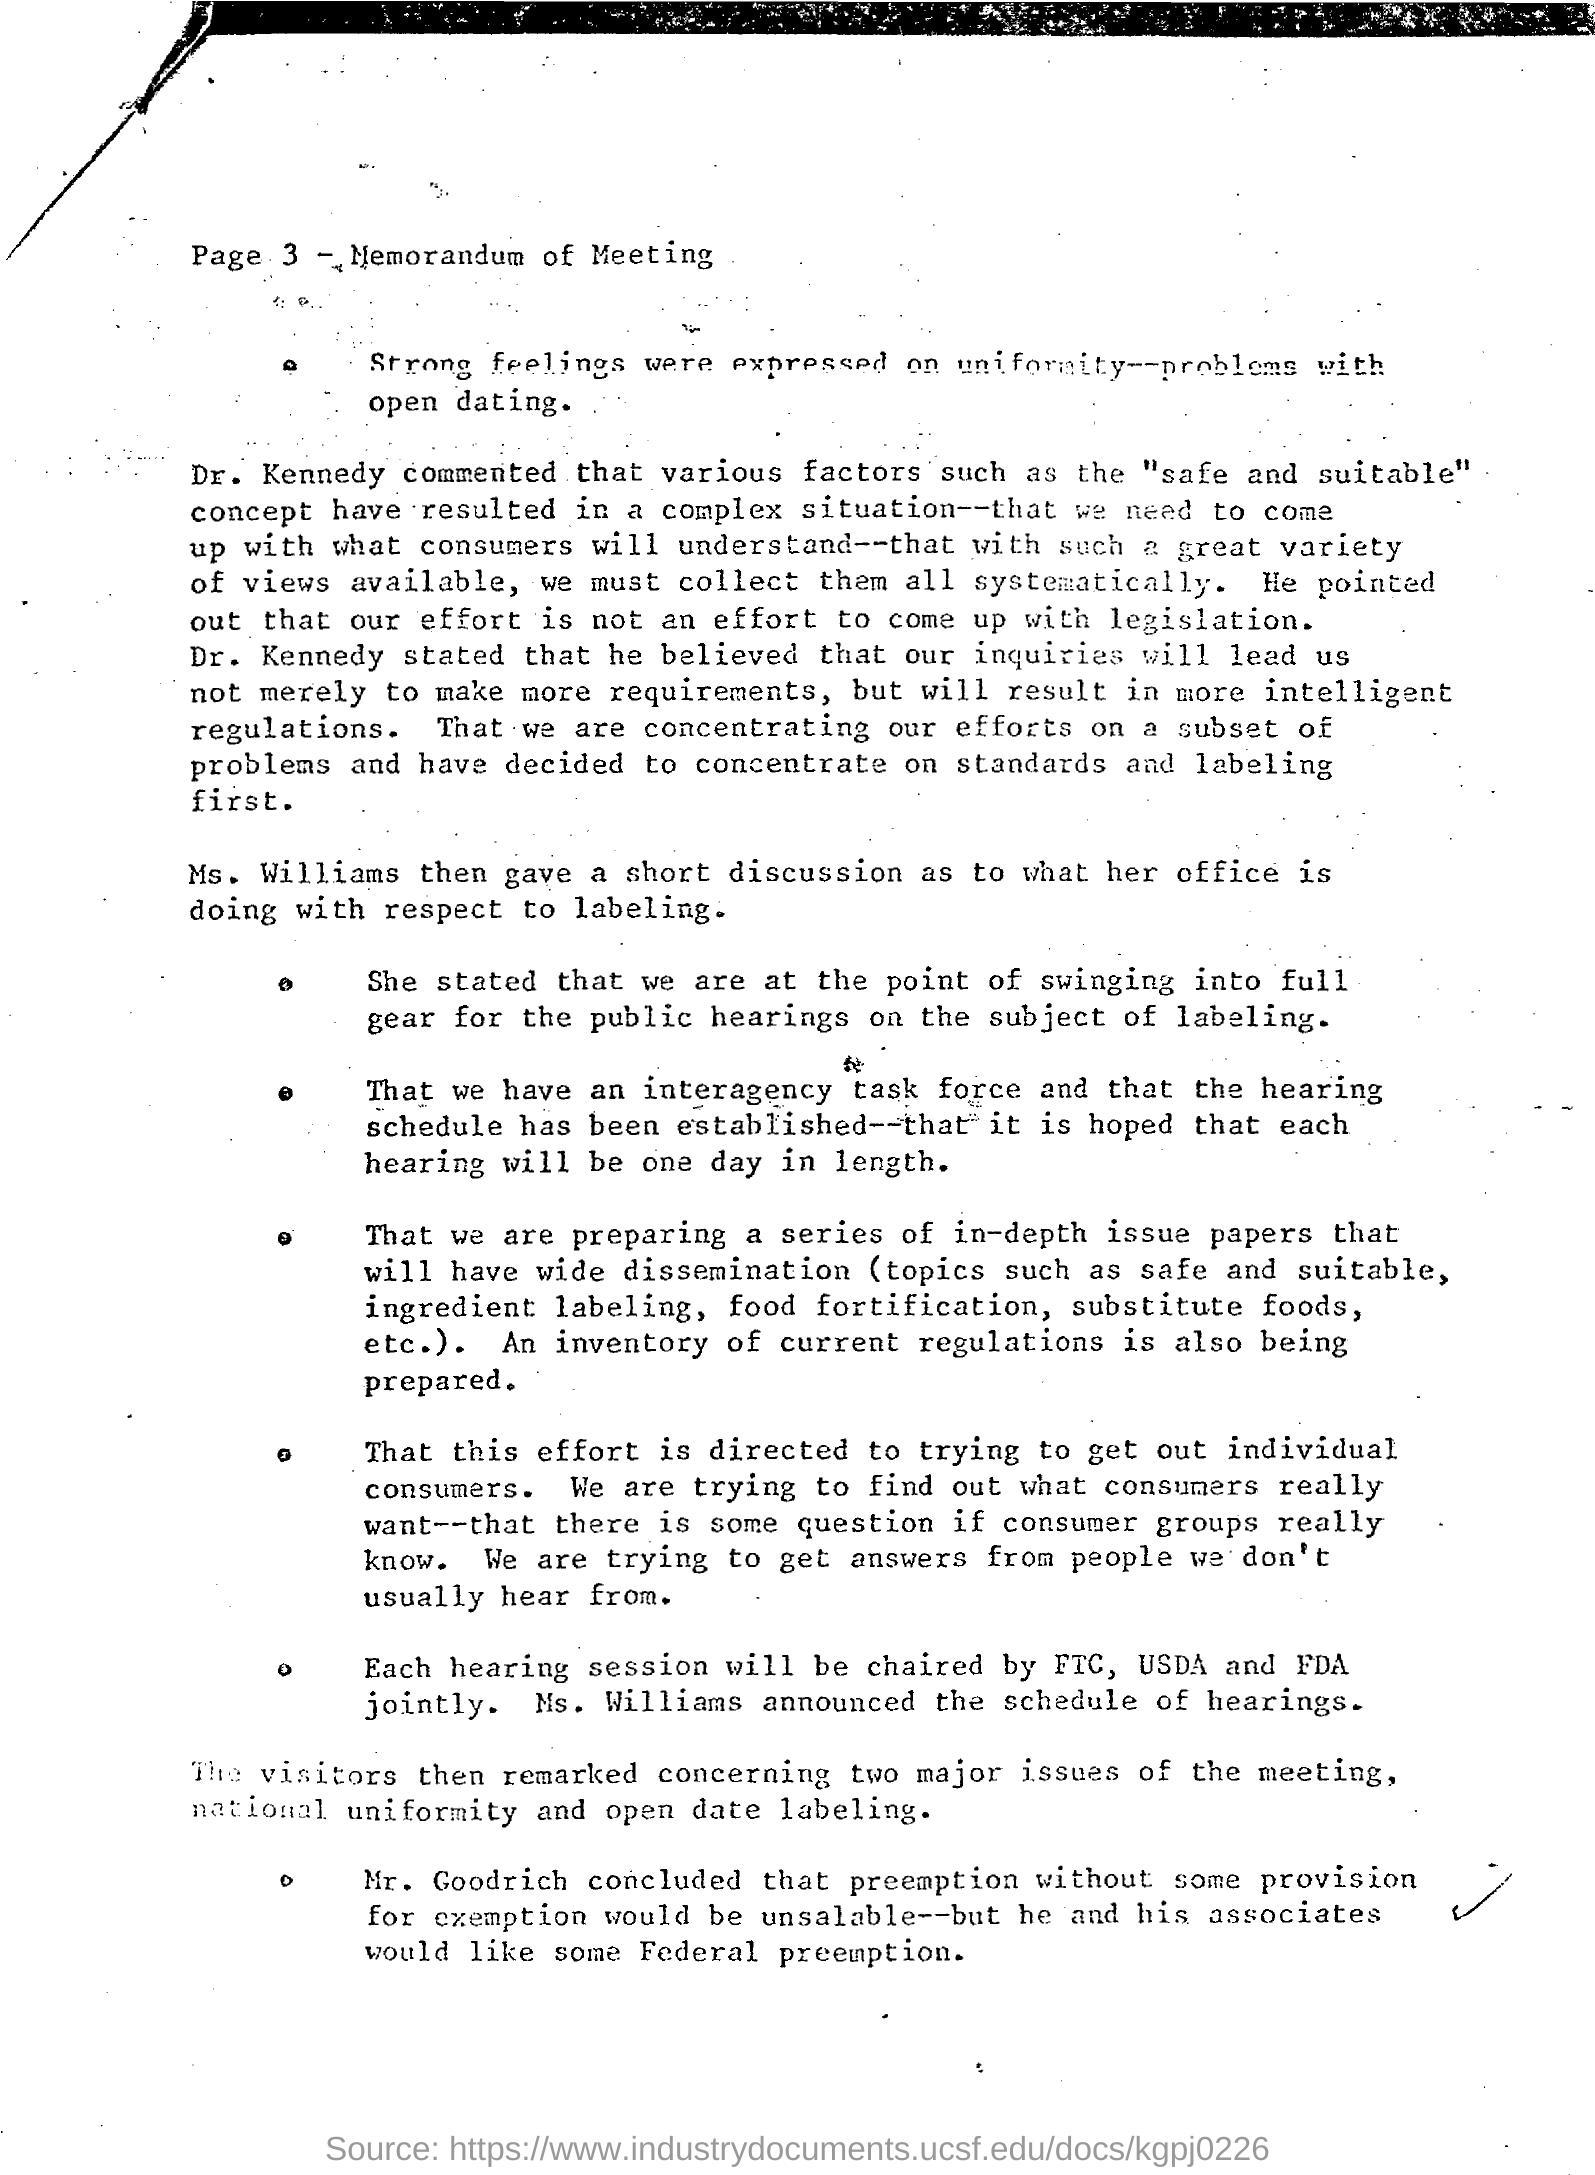 Page 3 - Memorandum of Meeting
• Strong feelings were expressed on uniformity--problems with
open dating.
Dr. Kennedy commented that various factors such as the "safe and suitable"
concept have resulted in a complex situation--that we need to come
up with what consumers will understand--that with such a great variety
of views available, we must collect them all systematically. He pointed
out that our effort is not an effort to come up with legislation.
Dr. Kennedy stated that he believed that our inquiries will lead us
not merely to make more requirements, but will result in more intelligent
regulations. That we are concentrating our efforts on a subset of
problems and have decided to concentrate on standards and labeling
first.
Ms. Williams then gave a short discussion as to what her office is
doing with respect to labeling.
• She stated that we are at the point of swinging into full
gear for the public hearings on the subject of labeling.
• That we have an interagency task force and that the hearing
schedule has been established--that it is hoped that each
hearing will be one day in length.
• That we are preparing a series of in-depth issue papers that
will have wide dissemination (topics such as safe and suitable,
ingredient labeling, food fortification, substitute foods,
etc.). An inventory of current regulations is also being
prepared.
• That this effort is directed to trying to get out individual
consumers. We are trying to find out what consumers really
want--that there is some question if consumer groups really
know. We are trying to get answers from people we don't
usually hear from.
• Each hearing session will be chaired by FTC, USDA and FDA
jointly. Ms. Williams announced the schedule of hearings.
The visitors then remarked concerning two major issues of the meeting,
national uniformity and open date labeling.
• Mr. Goodrich concluded that preemption without some provision
for exemption would be unsalable--but he and his associates
would like some Federal preemption.
Source: https://www.industrydocuments.ucsf.edu/docs/kgpj0226